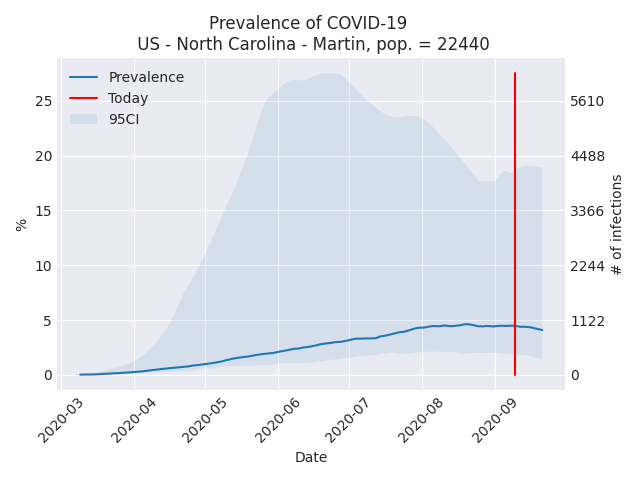 Prevalence of COVID-19
US - North Carolina - Martin, pop. = 22440
Prevalence
Today
95CI
%
25
20
15
10
5
0
5610
4488
3366
2244
1122
0
# of infections
2020-03
2020-04
2020-05
2020-06
2020-07
2020-08
2020-09
Date